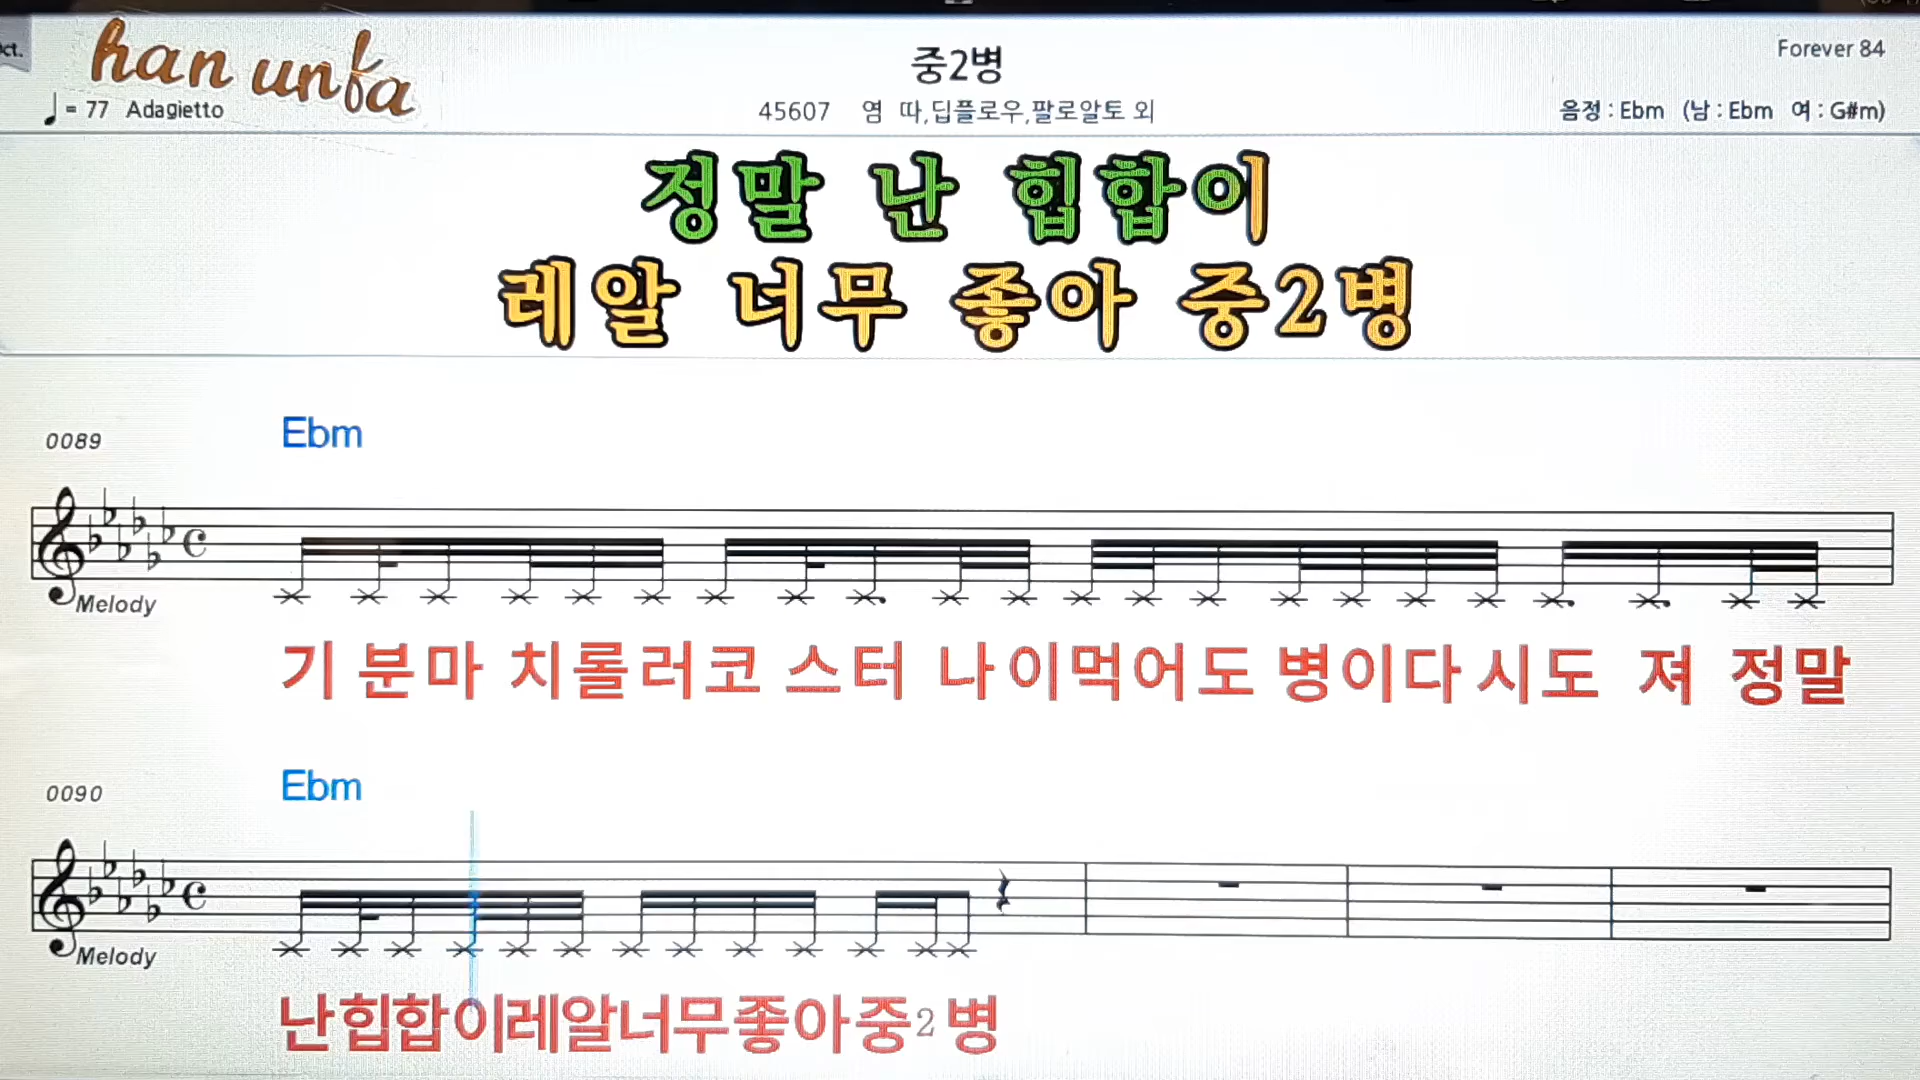 han unfa
중2병
Forever 84
♩= 77 Adagietto
45607 염 따,딥플로우,팔로알토 외
음정 : Ebm (남 : Ebm 여 : G#m)
정말 난 힙합이
레알 너무 좋아 중2병
0089
Ebm
Melody
기 분마 치롤러코 스터 나이먹어도 병이다시도 져 정말
0090
Ebm
Melody
난힙합이레알너무좋아중2 병